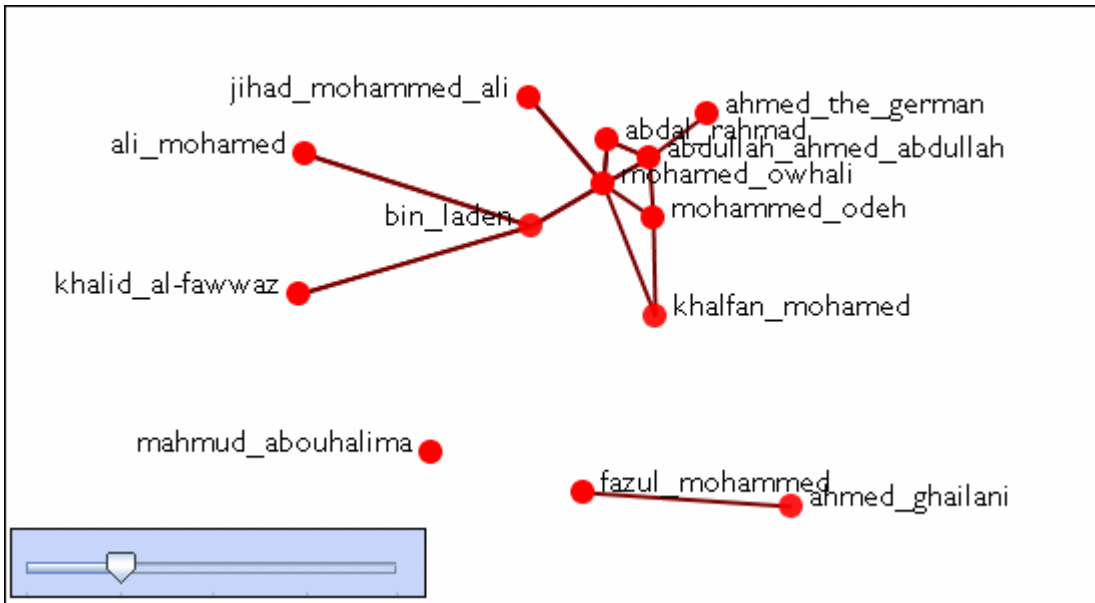 jihad_mohammed_ali
ahmed_the_german
abdal_rahmad
ali_mohamed
abdullah_ahmed_abdullah
mohamed_owhali
bin_laden
mohammed_odeh
khalid_al-fawwaz
khalfan_mohamed
mahmud_abouhalima
fazul_mohammed
ahmed_ghailani